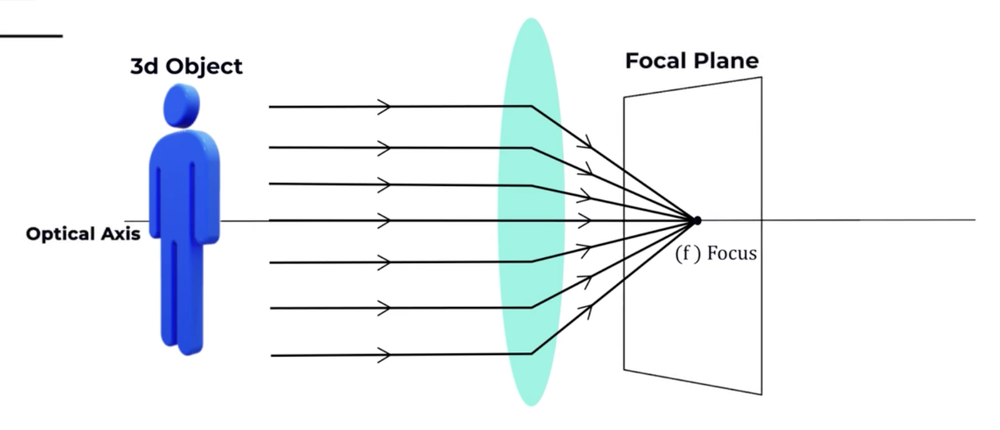 3d Object
Focal Plane
Optical Axis
(f ) Focus